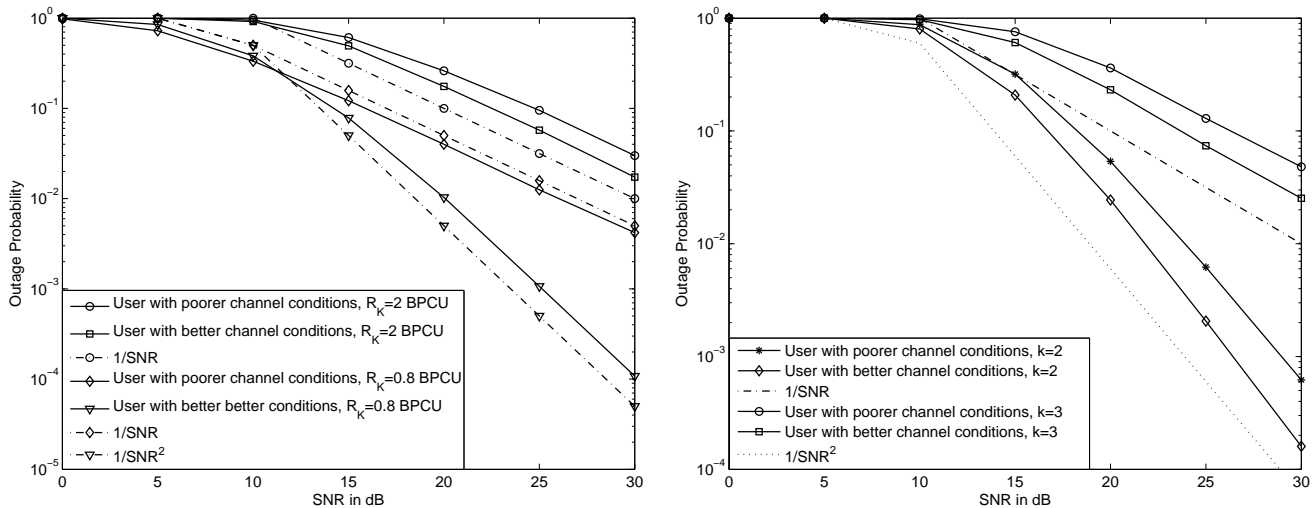 10^0
10^−1
10^−2
10^−3
10^−4
10^−5
Outage Probability
0 5 10 15 20 25 30
SNR in dB
User with poorer channel conditions, R_K=2 BPCU
User with better channel conditions, R_K=2 BPCU
1/SNR
User with poorer channel conditions, R_K=0.8 BPCU
User with better better conditions, R_K=0.8 BPCU
1/SNR
1/SNR^2
10^0
10^−1
10^−2
10^−3
10^−4
Outage Probability
0 5 10 15 20 25 30
SNR in dB
User with poorer channel conditions, k=2
User with better channel conditions, k=2
1/SNR
User with poorer channel conditions, k=3
User with better channel conditions, k=3
1/SNR^2